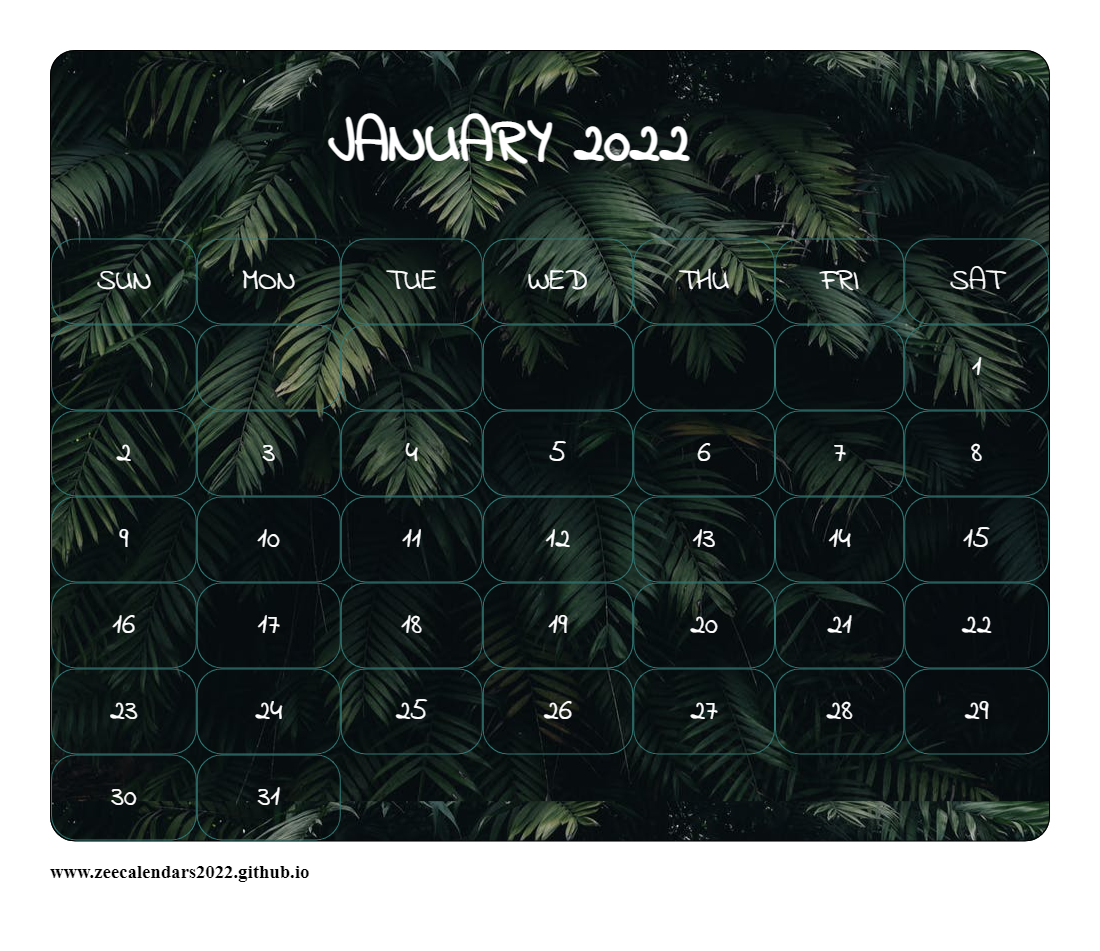 JANUARY 2022
SUN MON TUE WED THU FRI SAT
1
2 3 4 5 6 7 8
9 10 11 12 13 14 15
16 17 18 19 20 21 22
23 24 25 26 27 28 29
30 31
www.zeecalendars2022.github.io